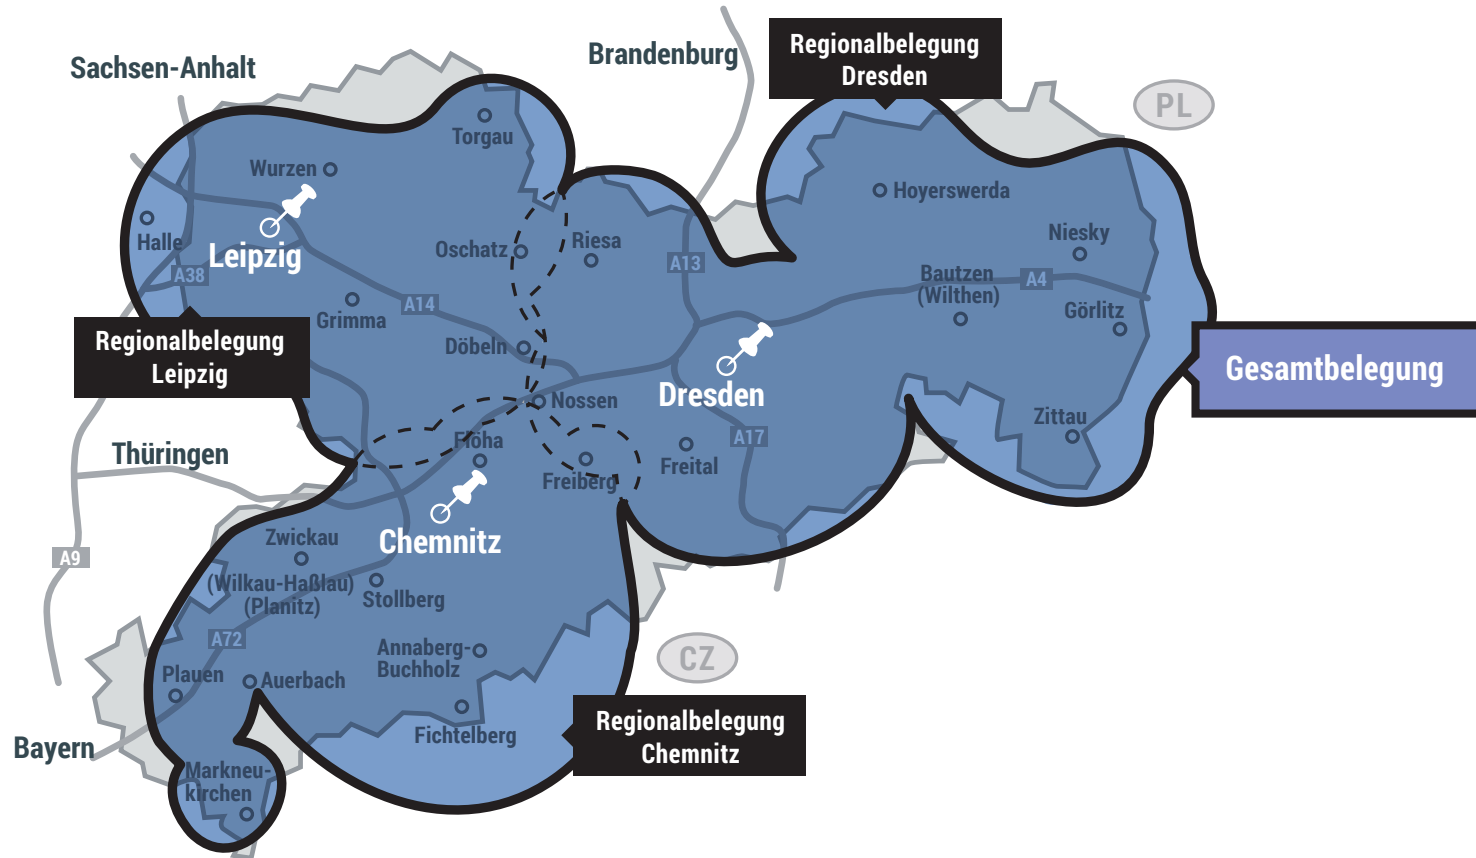 Sachsen-Anhalt
Brandenburg
Regionalbelegung
Dresden
PL
Torgau
Wurzen
Hoyerswerda
Halle
Leipzig
Oschatz
Riesa
Niesky
A38
A13
Bautzen
(Wilthen)
A4
A14
Grimma
Görlitz
Regionalbelegung
Leipzig
Döbeln
Gesamtbelegung
Dresden
Nossen
Zittau
Thüringen
Flöha
A17
Freital
Freiberg
Chemnitz
Zwickau
A9
(Wilkau-Haßlau)
(Planitz)
Stollberg
A72
Annaberg-
Buchholz
CZ
Plauen
Auerbach
Regionalbelegung
Chemnitz
Fichtelberg
Bayern
Markneu-
kirchen